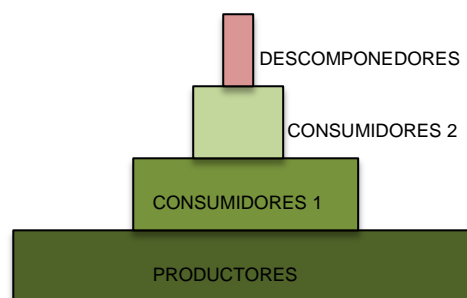 DESCOMPONEDORES
CONSUMIDORES 2
CONSUMIDORES 1
PRODUCTORES